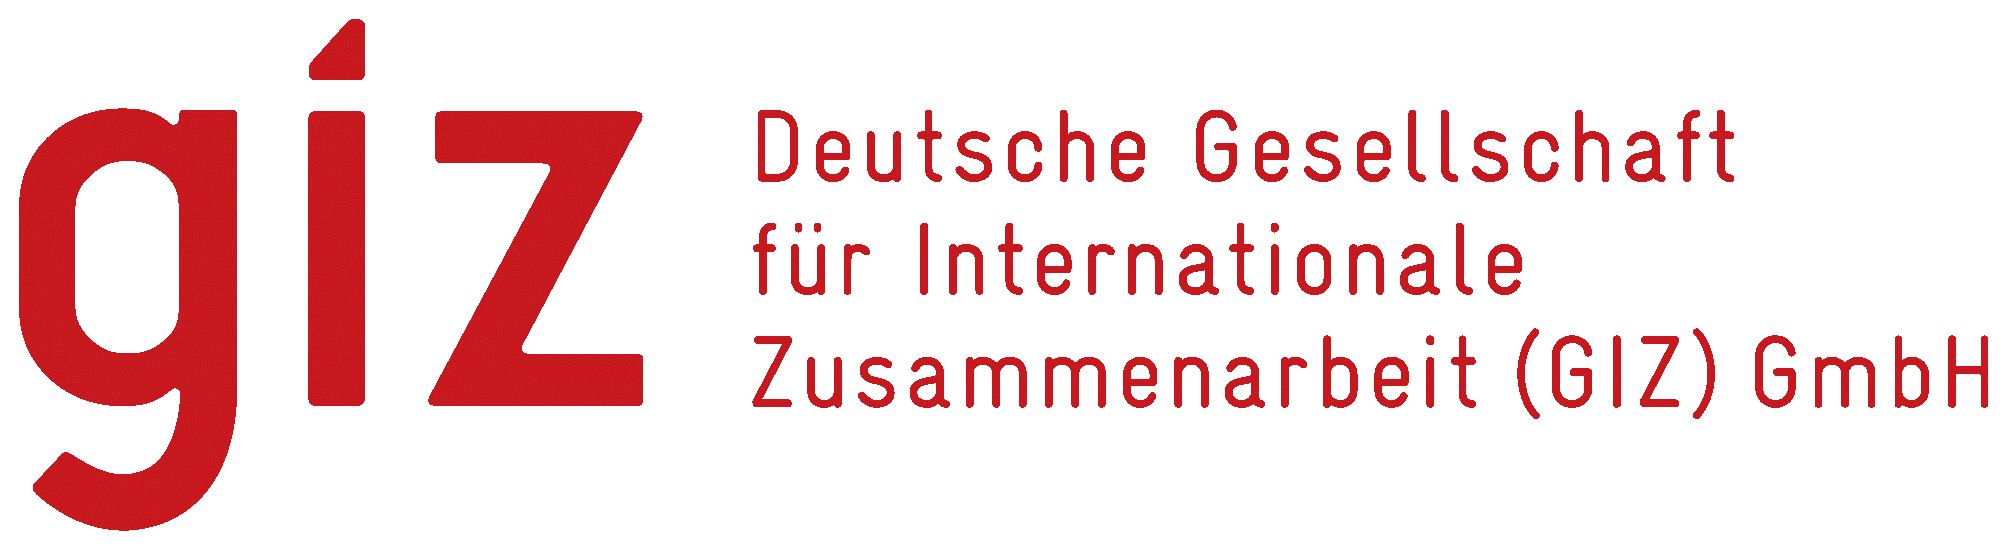 giz
Deutsche Gesellschaft
für Internationale
Zusammenarbeit (GIZ) GmbH